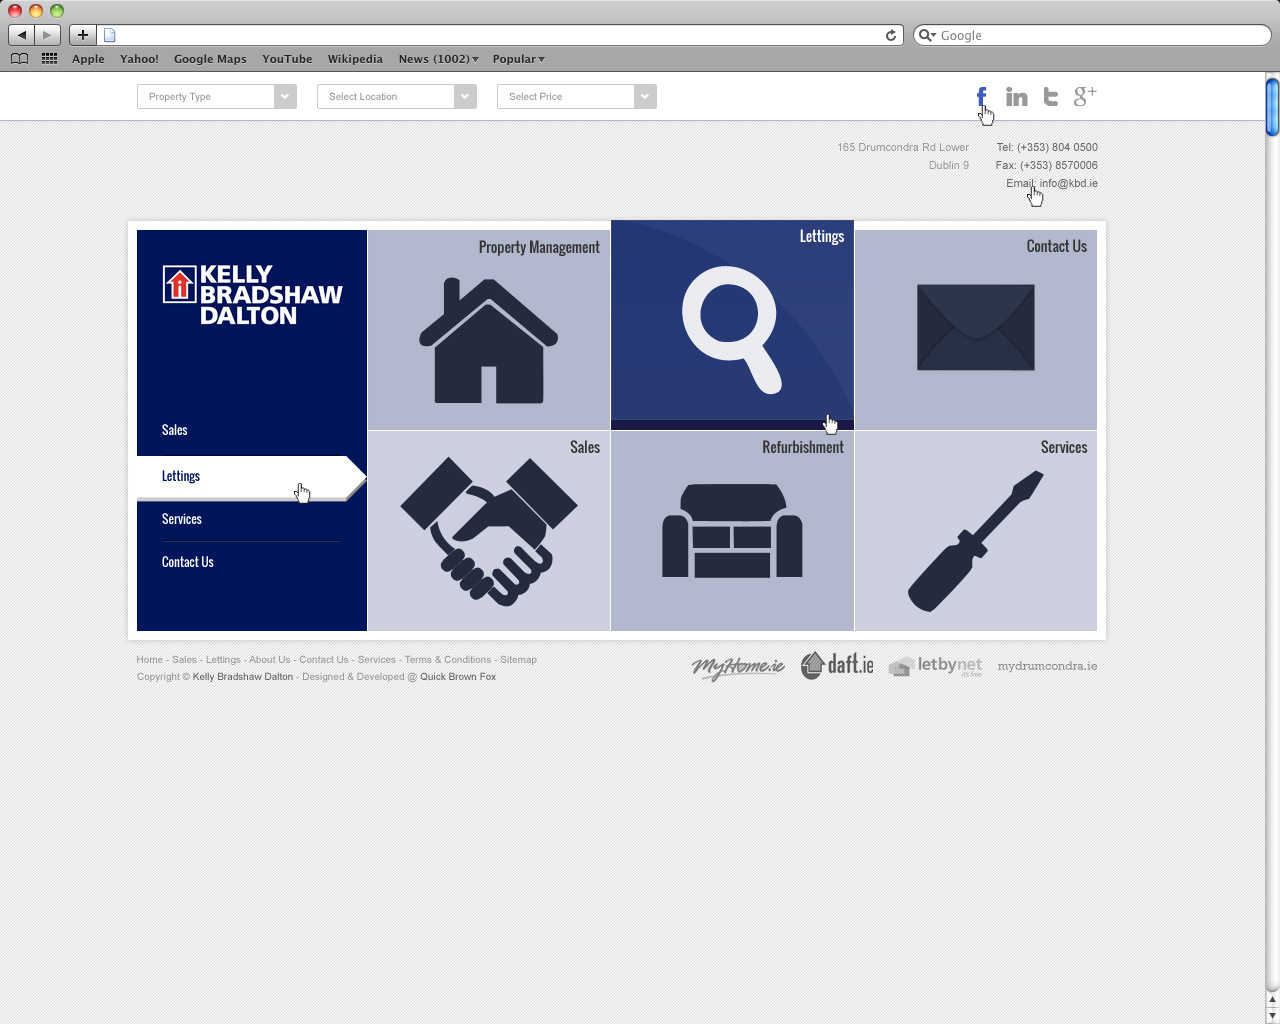 Google
Apple Yahoo! Google Maps YouTube Wikipedia News (1002) Popular
Property Type Select Location Select Price
f in t g+
165 Drumcondra Rd Lower Tel: (+353) 804 0500
Dublin 9 Fax: (+353) 8570006
Email: info@kbd.ie
KELLY
BRADSHAW
DALTON
Sales
Lettings
Services
Contact Us
Property Management
Lettings
Contact Us
Sales
Refurbishment
Services
Home - Sales - Lettings - About Us - Contact Us - Services - Terms & Conditions - Sitemap
Copyright © Kelly Bradshaw Dalton - Designed & Developed @ Quick Brown Fox
MyHome.ie daft.ie letbynet it's free mydrumcondra.ie